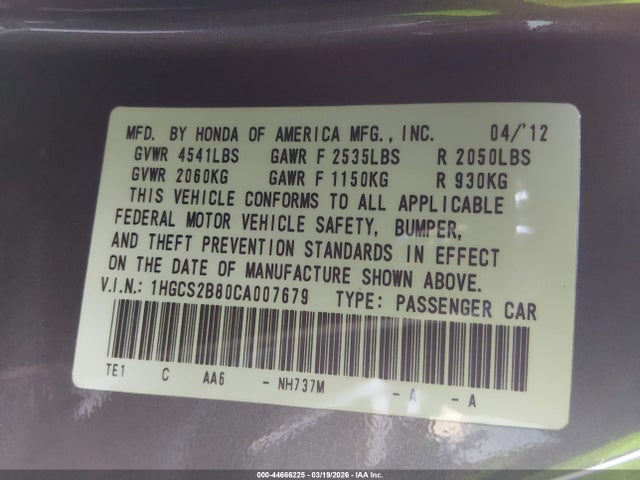 MFD. BY HONDA OF AMERICA MFG., INC. 04/'12
GVWR 4541LBS GAWR F 2535LBS R 2050LBS
GVWR 2060KG GAWR F 1150KG R 930KG
THIS VEHICLE CONFORMS TO ALL APPLICABLE
FEDERAL MOTOR VEHICLE SAFETY, BUMPER,
AND THEFT PREVENTION STANDARDS IN EFFECT
ON THE DATE OF MANUFACTURE SHOWN ABOVE.
V.I.N.: 1HGCS2B80CA007679 TYPE: PASSENGER CAR
TE1 C AA6 - NH737M - A - A
000-44666225 - 03/19/2026 - IAA Inc.